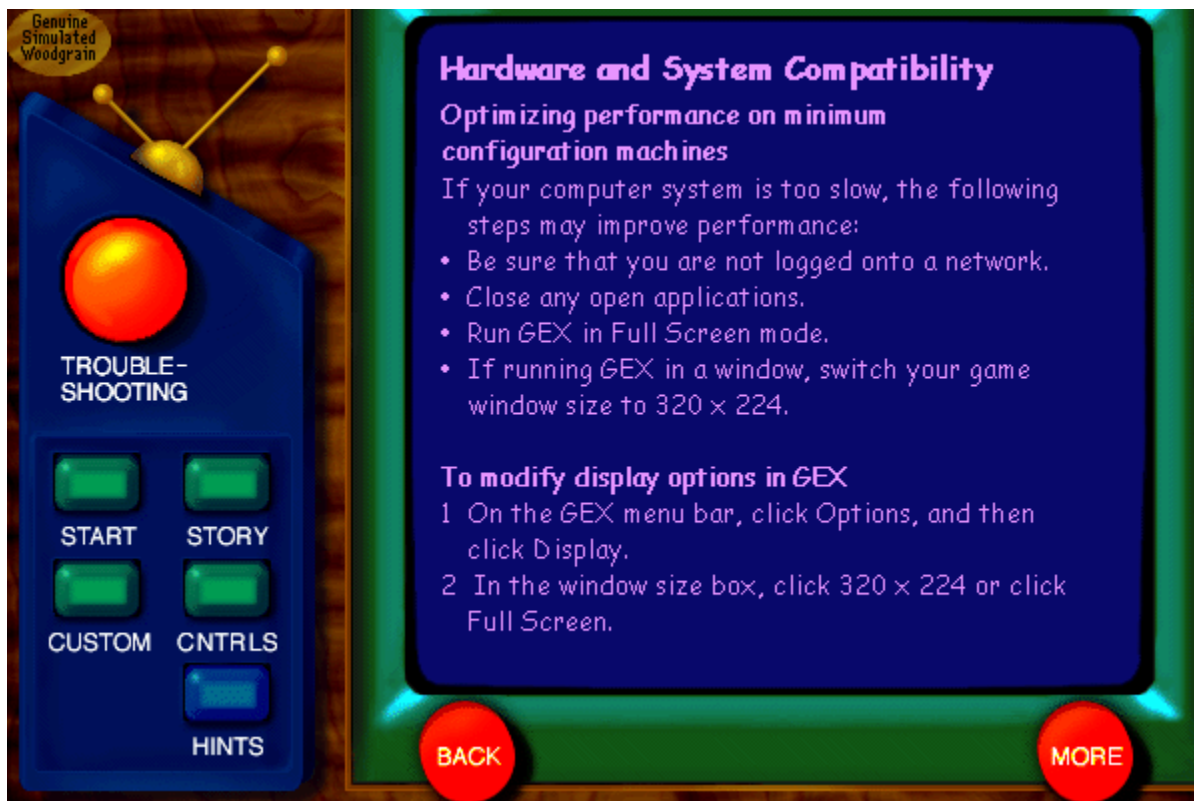 Genuine
Simulated
Woodgrain
TROUBLE-
SHOOTING
START STORY
CUSTOM CNTRLS
HINTS
Hardware and System Compatibility
Optimizing performance on minimum
configuration machines
If your computer system is too slow, the following
steps may improve performance:
• Be sure that you are not logged onto a network.
• Close any open applications.
• Run GEX in Full Screen mode.
• If running GEX in a window, switch your game
window size to 320 × 224.
To modify display options in GEX
1 On the GEX menu bar, click Options, and then
click Display.
2 In the window size box, click 320 × 224 or click
Full Screen.
BACK MORE